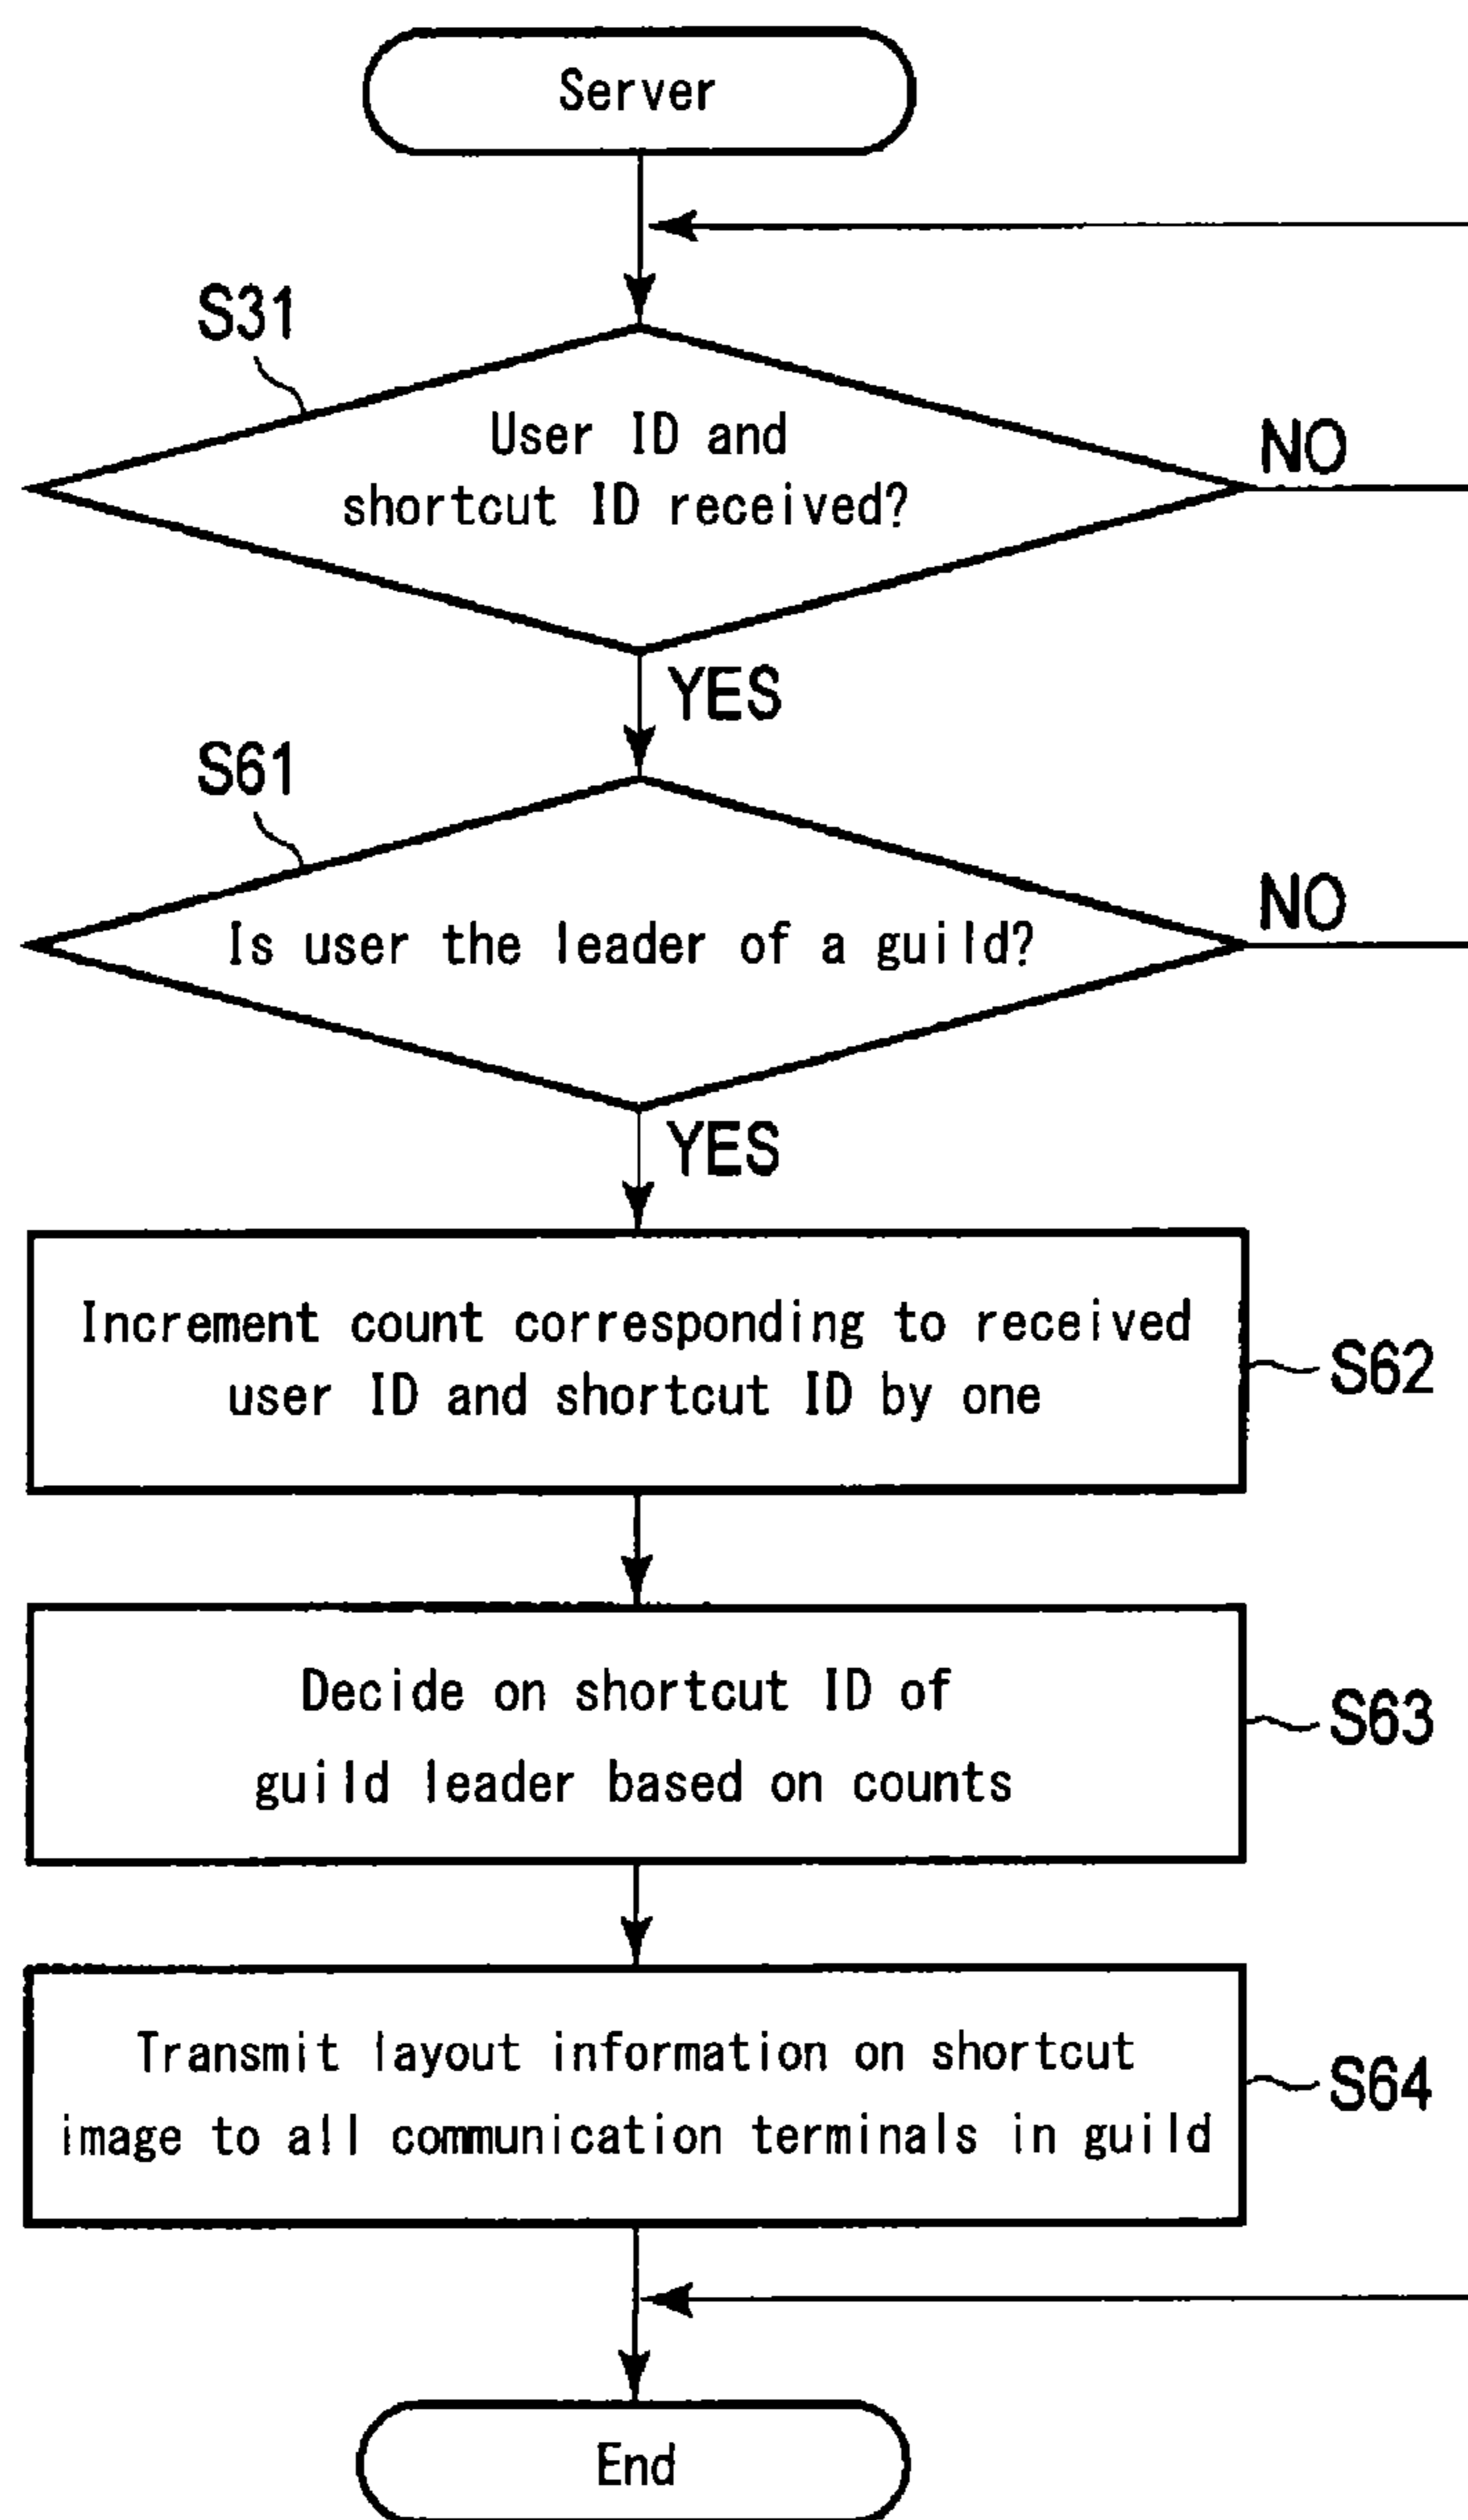 Server
S31
User ID and
shortcut ID received?
NO
YES
S61
Is user the leader of a guild?
NO
YES
Increment count corresponding to received
user ID and shortcut ID by one
S62
Decide on shortcut ID of
guild leader based on counts
S63
Transmit layout information on shortcut
image to all communication terminals in guild
S64
End